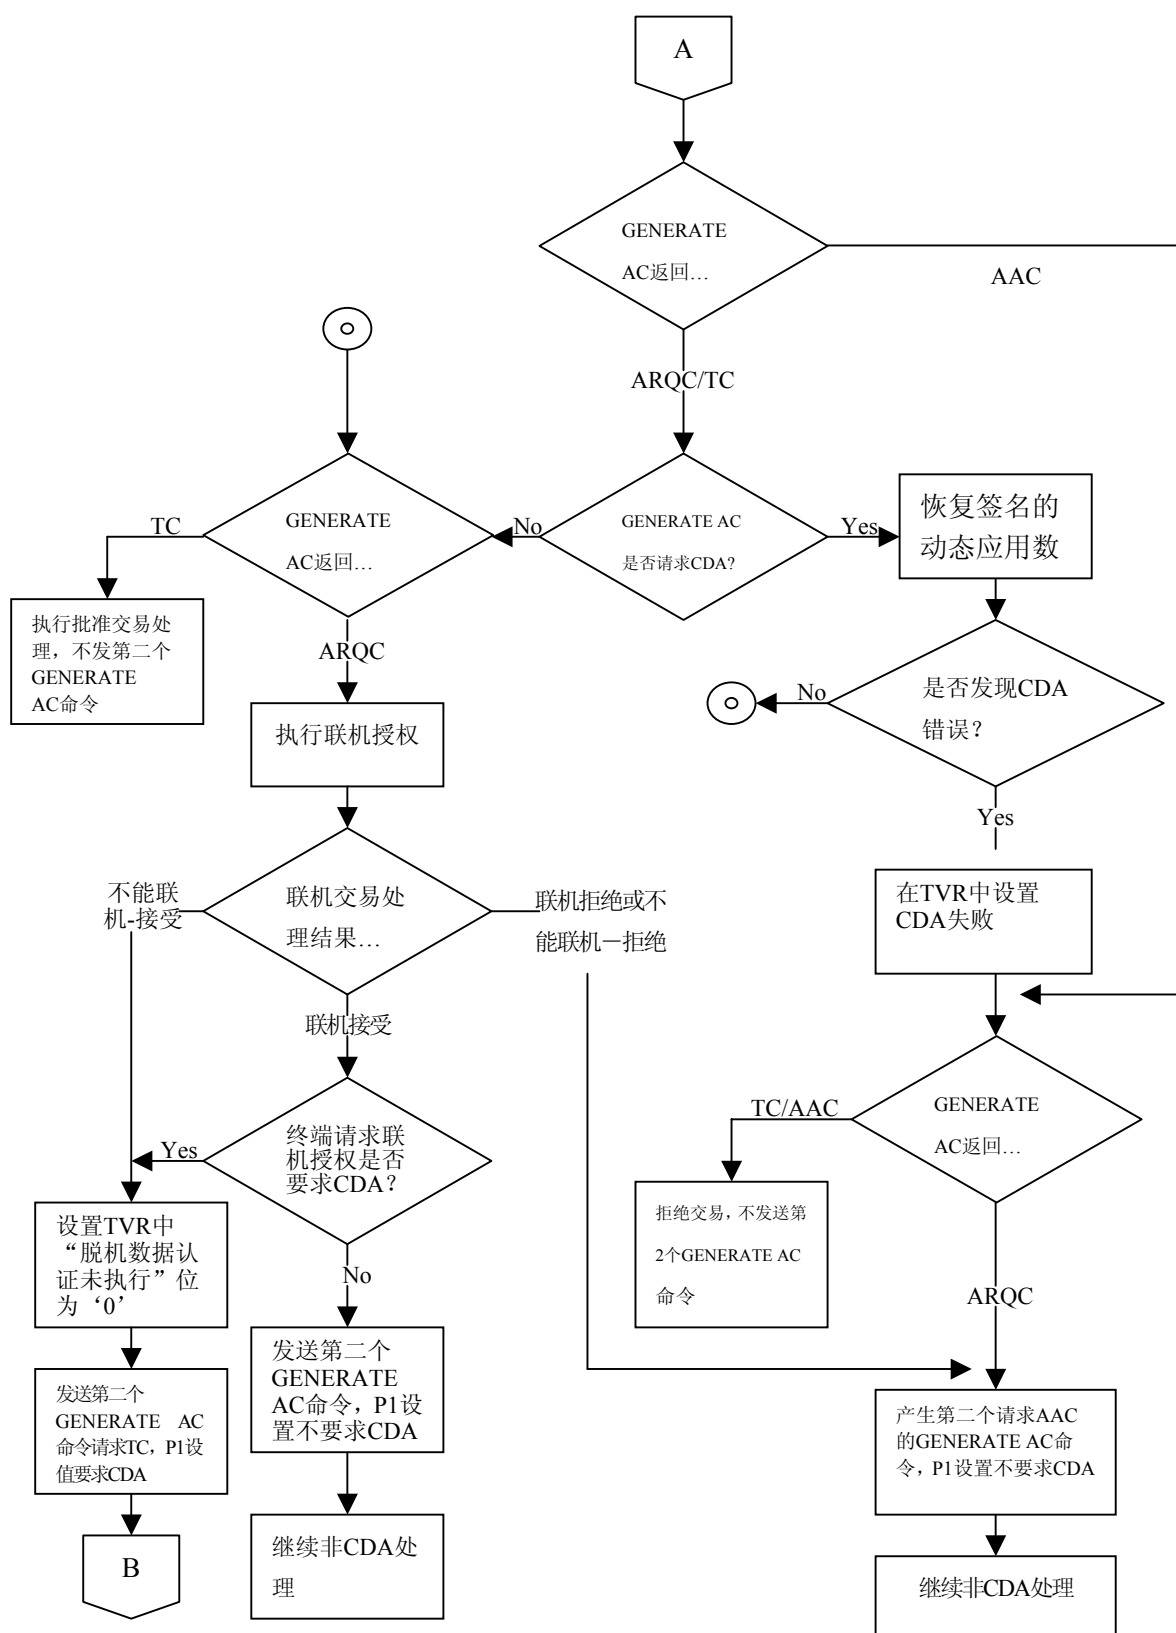 A
GENERATE
AC返回…
AAC
ARQC/TC
GENERATE
AC返回…
TC
No
GENERATE AC
是否请求CDA?
Yes
恢复签名的
动态应用数
执行批准交易处
理，不发第二个
GENERATE
AC命令
ARQC
执行联机授权
No
是否发现CDA
错误?
Yes
不能联
机-接受
联机交易处
理结果…
联机拒绝或不
能联机－拒绝
在TVR中设置
CDA失败
联机接受
TC/AAC
GENERATE
AC返回…
Yes
终端请求联
机授权是否
要求CDA？
设置TVR中
“脱机数据认
证未执行”位
为‘0’
拒绝交易，不发送第
2个GENERATE AC
命令
No
ARQC
发送第二个
GENERATE
AC命令，P1设
置不要求CDA
发送第二个
GENERATE AC
命令请求TC，P1设
值要求CDA
产生第二个请求AAC
的GENERATE AC命
令，P1设置不要求CDA
B
继续非CDA处
理
继续非CDA处理